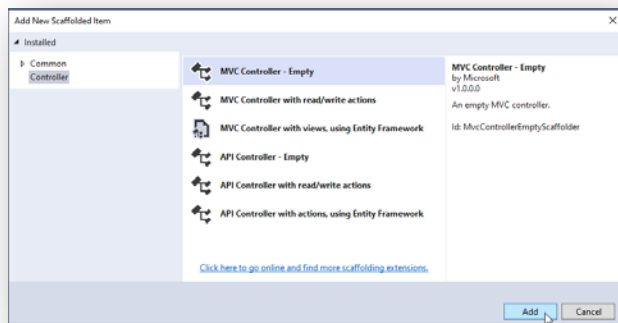 Add New Scaffolded Item
Installed
Common
Controller
MVC Controller - Empty
MVC Controller with read/write actions
MVC Controller with views, using Entity Framework
API Controller - Empty
API Controller with read/write actions
API Controller with actions, using Entity Framework
Click here to go online and find more scaffolding extensions.
MVC Controller - Empty
by Microsoft
v1.0.0.0
An empty MVC controller.
Id: MvcControllerEmptyScaffolder
Add
Cancel